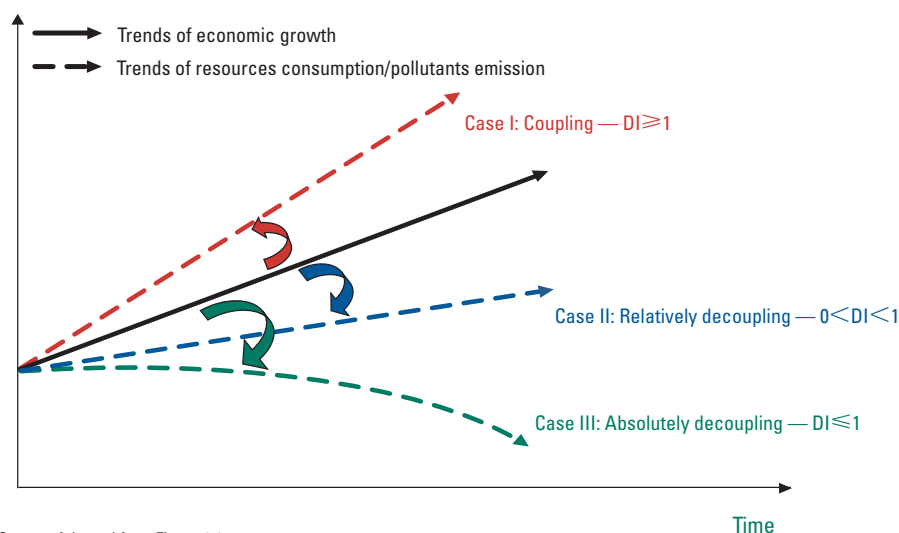 Trends of economic growth
Trends of resources consumption/pollutants emission
Case I: Coupling — DI≥1
Case II: Relatively decoupling — 0<DI<1
Case III: Absolutely decoupling — DI≤1
Time